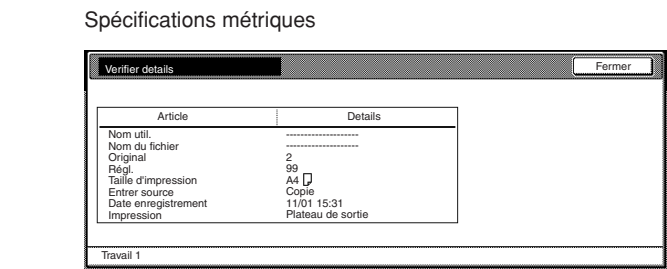 Spécifications métriques
Verifier details
Fermer
Article Details
Nom util. --------------------
Nom du fichier --------------------
Original 2
Régl. 99
Taille d'impression A4
Entrer source Copie
Date enregistrement 11/01 15:31
Impression Plateau de sortie
Travail 1